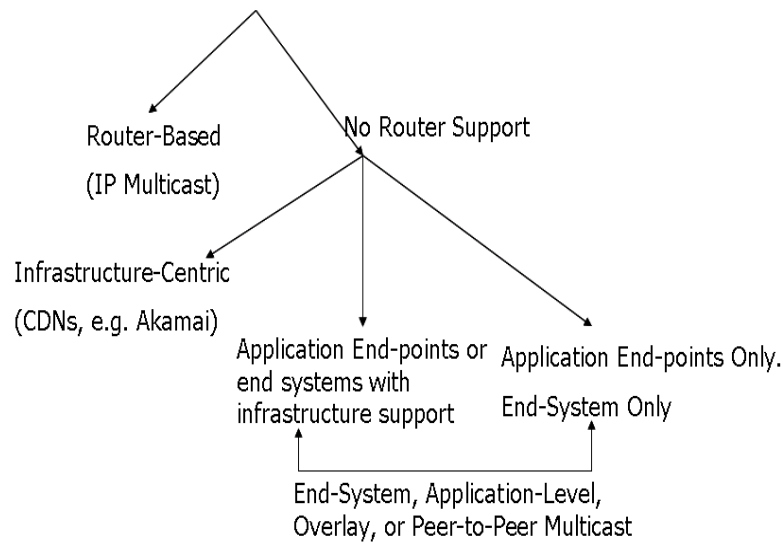 No Router Support
Router-Based
(IP Multicast)
Infrastructure-Centric
(CDNs, e.g. Akamai)
Application End-points or
end systems with
infrastructure support
Application End-points Only.
End-System Only
End-System, Application-Level,
Overlay, or Peer-to-Peer Multicast